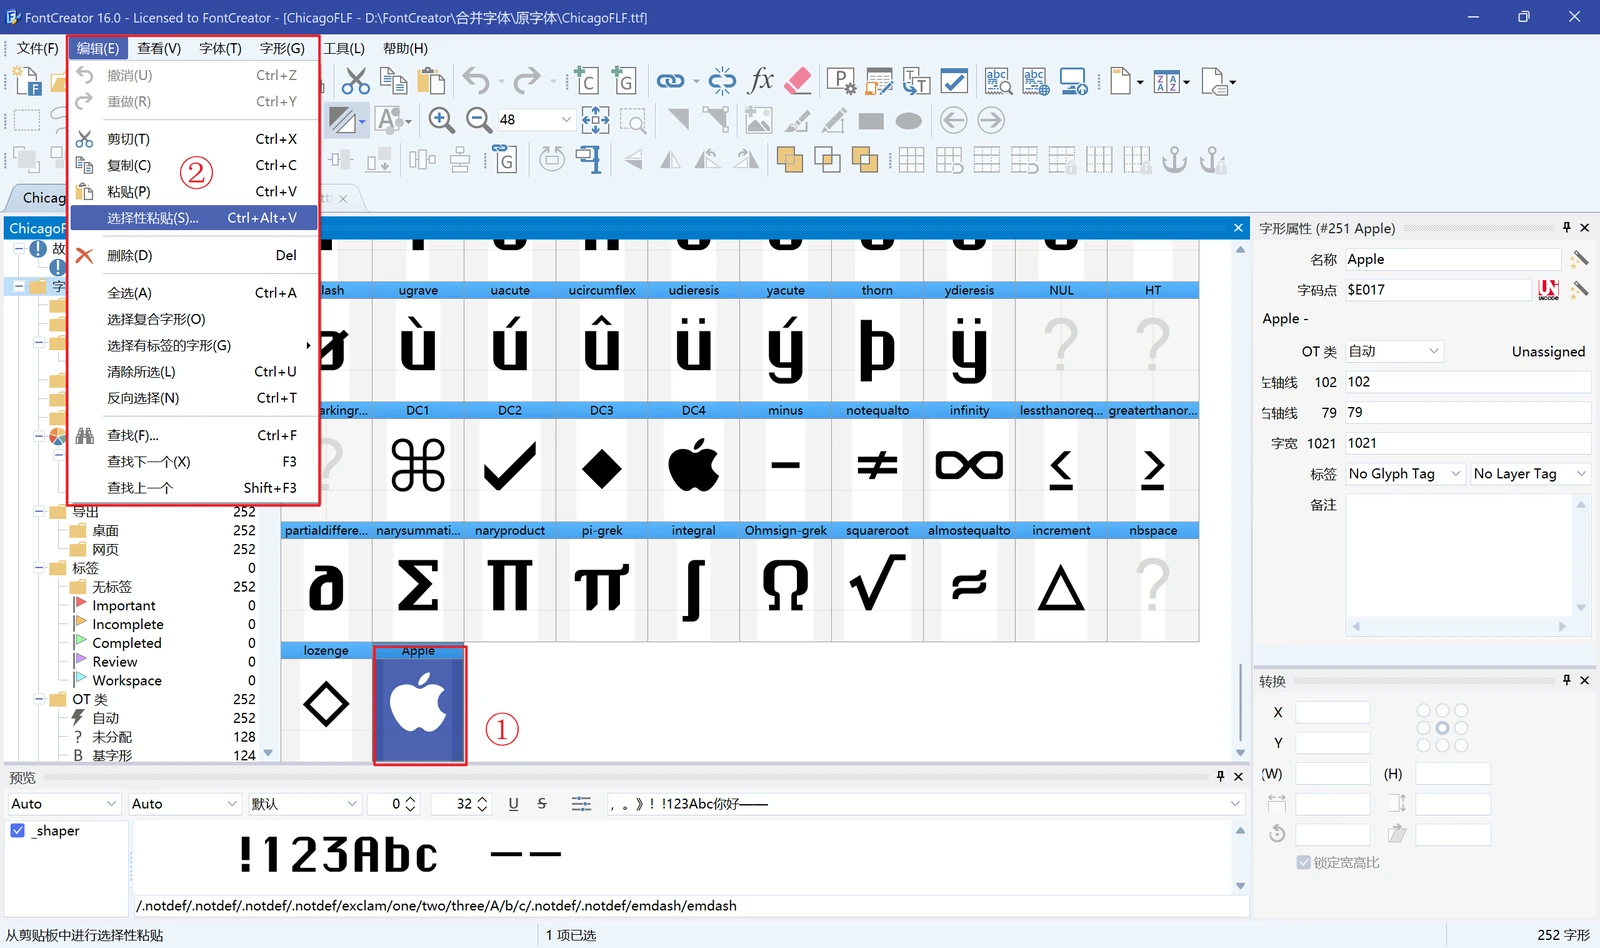 FontCreator 16.0 - Licensed to FontCreator - [ChicagoFLF - D:\FontCreator\合并字体\原字体\ChicagoFLF.ttf]
文件(F) 编辑(E) 查看(V) 字体(T) 字形(G) 工具(L) 帮助(H)
撤消(U) Ctrl+Z
重做(R) Ctrl+Y
剪切(T) Ctrl+X
复制(C) Ctrl+C
粘贴(P) Ctrl+V
选择性粘贴(S)... Ctrl+Alt+V
删除(D) Del
全选(A) Ctrl+A
选择复合字形(O)
选择有标签的字形(G)
清除所选(L) Ctrl+U
反向选择(N) Ctrl+T
查找(F)... Ctrl+F
查找下一个(X) F3
查找上一个 Shift+F3
②
48
Chicag
ChicagoF
故
字
导出 252
桌面 252
网页 252
标签 0
无标签 252
Important 0
Incomplete 0
Completed 0
Review 0
Workspace 0
OT 类 252
自动 252
? 未分配 128
B 基字形 124
lash ugrave uacute ucircumflex udieresis yacute thorn ydieresis NUL HT
ø ù ú û ü ý þ ÿ ? ?
arkingr... DC1 DC2 DC3 DC4 minus notequalto infinity lessthanoreq... greaterthanor...
? ⌘ ✓ ◆  − ≠ ∞ ≤ ≥
partialdiffere... narysummati... naryproduct pi-grek integral Ohmsign-grek squareroot almostequalto increment nbspace
∂ Σ Π π ∫ Ω √ ≈ △ ?
lozenge Apple
◇ 
①
字形属性 (#251 Apple)
名称 Apple
字码点 $E017
Apple -
OT 类 自动 Unassigned
左轴线 102 102
右轴线 79 79
字宽 1021 1021
标签 No Glyph Tag No Layer Tag
备注
转换
X
Y
(W) (H)
锁定宽高比
预览
Auto Auto 默认 0 32 U S , 。》！ !123Abc你好——
_shaper
!123Abc ——
/.notdef/.notdef/.notdef/.notdef/exclam/one/two/three/A/b/c/.notdef/.notdef/emdash/emdash
从剪贴板中进行选择性粘贴 1 项已选 252 字形